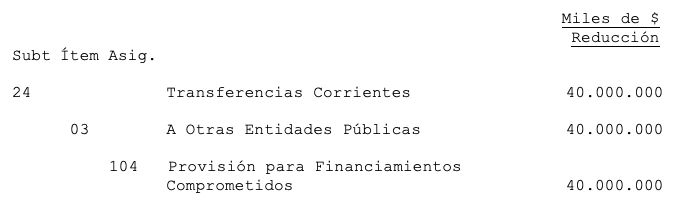 Miles de $
Reducción
Subt Ítem Asig.
24 Transferencias Corrientes 40.000.000
03 A Otras Entidades Públicas 40.000.000
104 Provisión para Financiamientos
Comprometidos 40.000.000